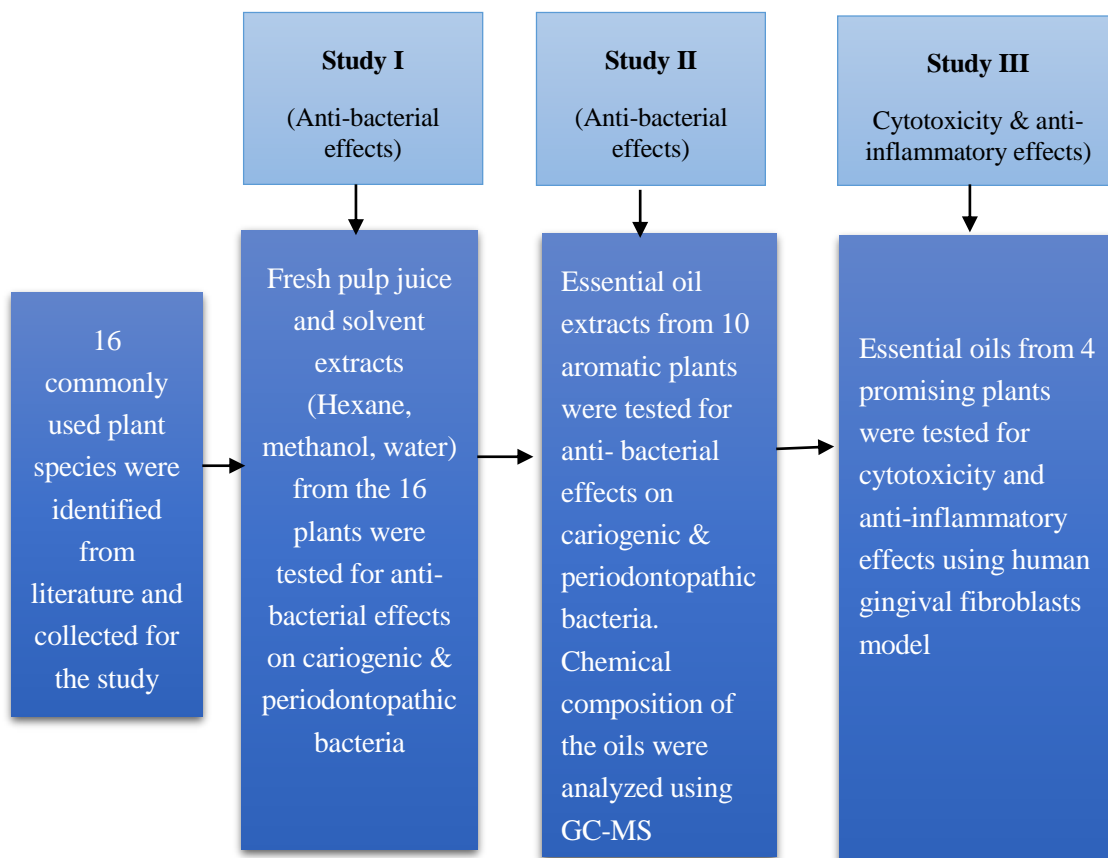 Study I
(Anti-bacterial
effects)
Study II
(Anti-bacterial
effects)
Study III
Cytotoxicity & anti-
inflammatory effects)
16
commonly
used plant
species were
identified
from
literature and
collected for
the study
Fresh pulp juice
and solvent
extracts
(Hexane,
methanol, water)
from the 16
plants were
tested for anti-
bacterial effects
on cariogenic &
periodontopathic
bacteria
Essential oil
extracts from 10
aromatic plants
were tested for
anti- bacterial
effects on
cariogenic &
periodontopathic
bacteria.
Chemical
composition of
the oils were
analyzed using
GC-MS
Essential oils from 4
promising plants
were tested for
cytotoxicity and
anti-inflammatory
effects using human
gingival fibroblasts
model